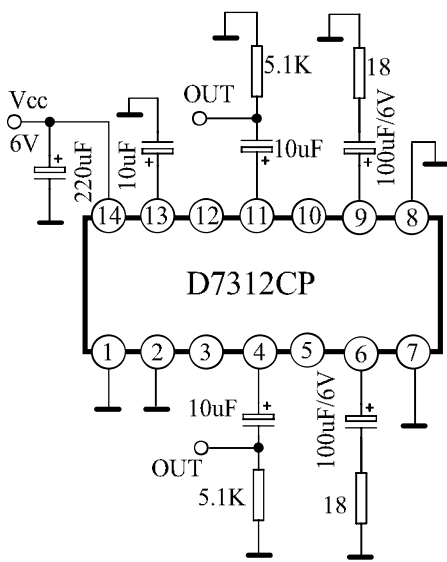 5.1K
18
OUT
Vcc
6V
220uF
10uF
10uF
100uF/6V
14
13
12
11
10
9
8
D7312CP
1
2
3
4
5
6
7
10uF
100uF/6V
OUT
5.1K
18